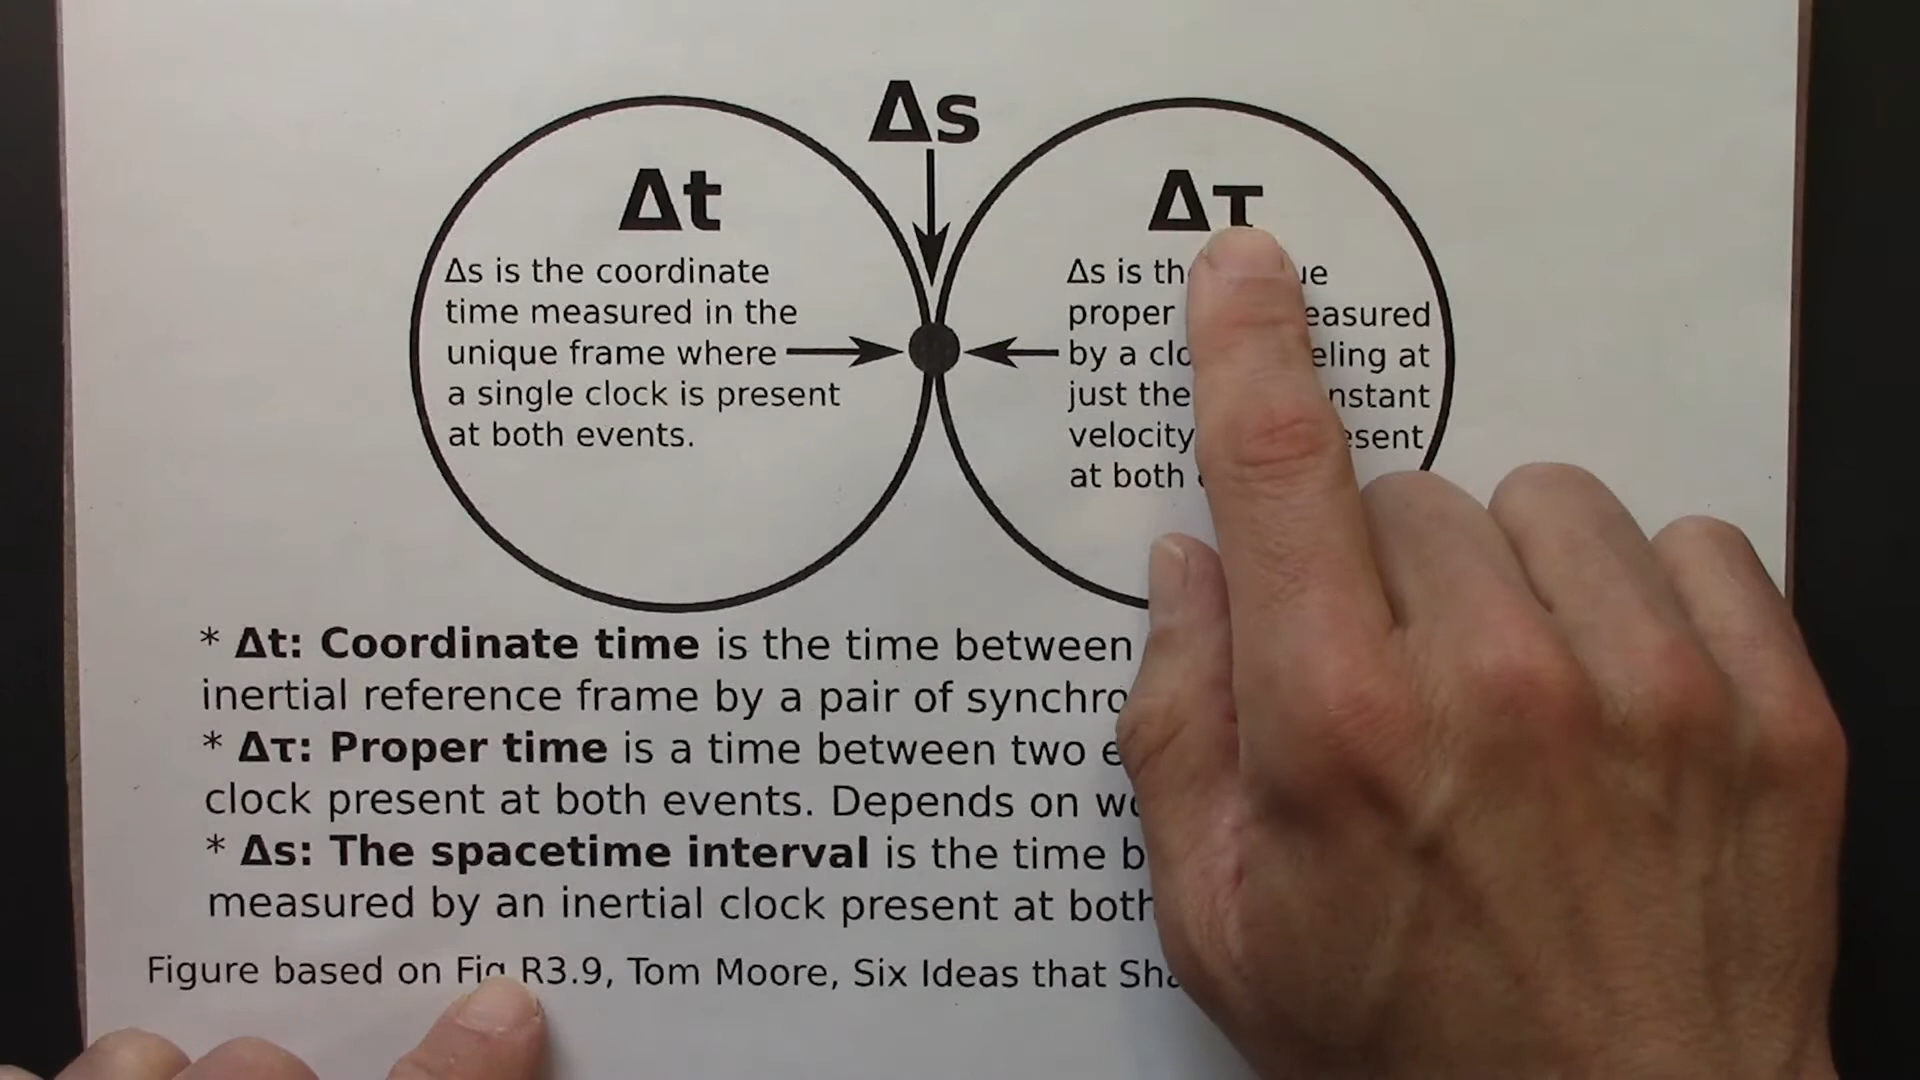 Δs
Δt
Δs is the coordinate
time measured in the
unique frame where
a single clock is present
at both events.
Δτ
Δs is
proper
by a at
just the
velocity
at both
* Δt: Coordinate time is the time between
inertial reference frame by a pair of
* Δτ: Proper time is a time between two
clock present at both events. Depends on
* Δs: The spacetime interval is the time
measured by an inertial clock present at both
Figure based on Fig R3.9, Tom Moore, Six Ideas that